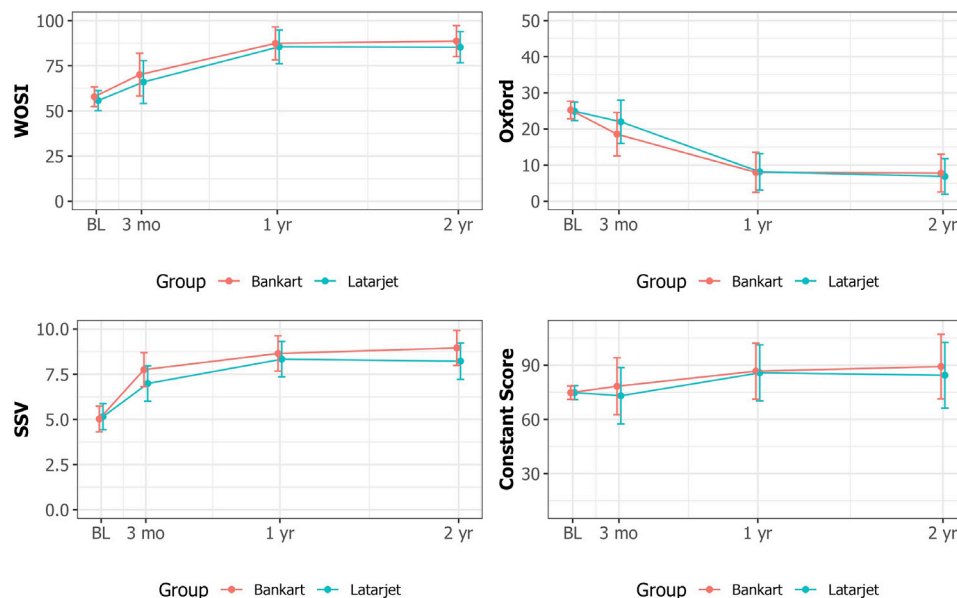 WOSI
100
75
50
25
0
BL 3 mo 1 yr 2 yr
Group Bankart Latarjet
Oxford
50
40
30
20
10
0
BL 3 mo 1 yr 2 yr
Group Bankart Latarjet
SSV
10.0
7.5
5.0
2.5
0.0
BL 3 mo 1 yr 2 yr
Group Bankart Latarjet
Constant Score
90
60
30
BL 3 mo 1 yr 2 yr
Group Bankart Latarjet